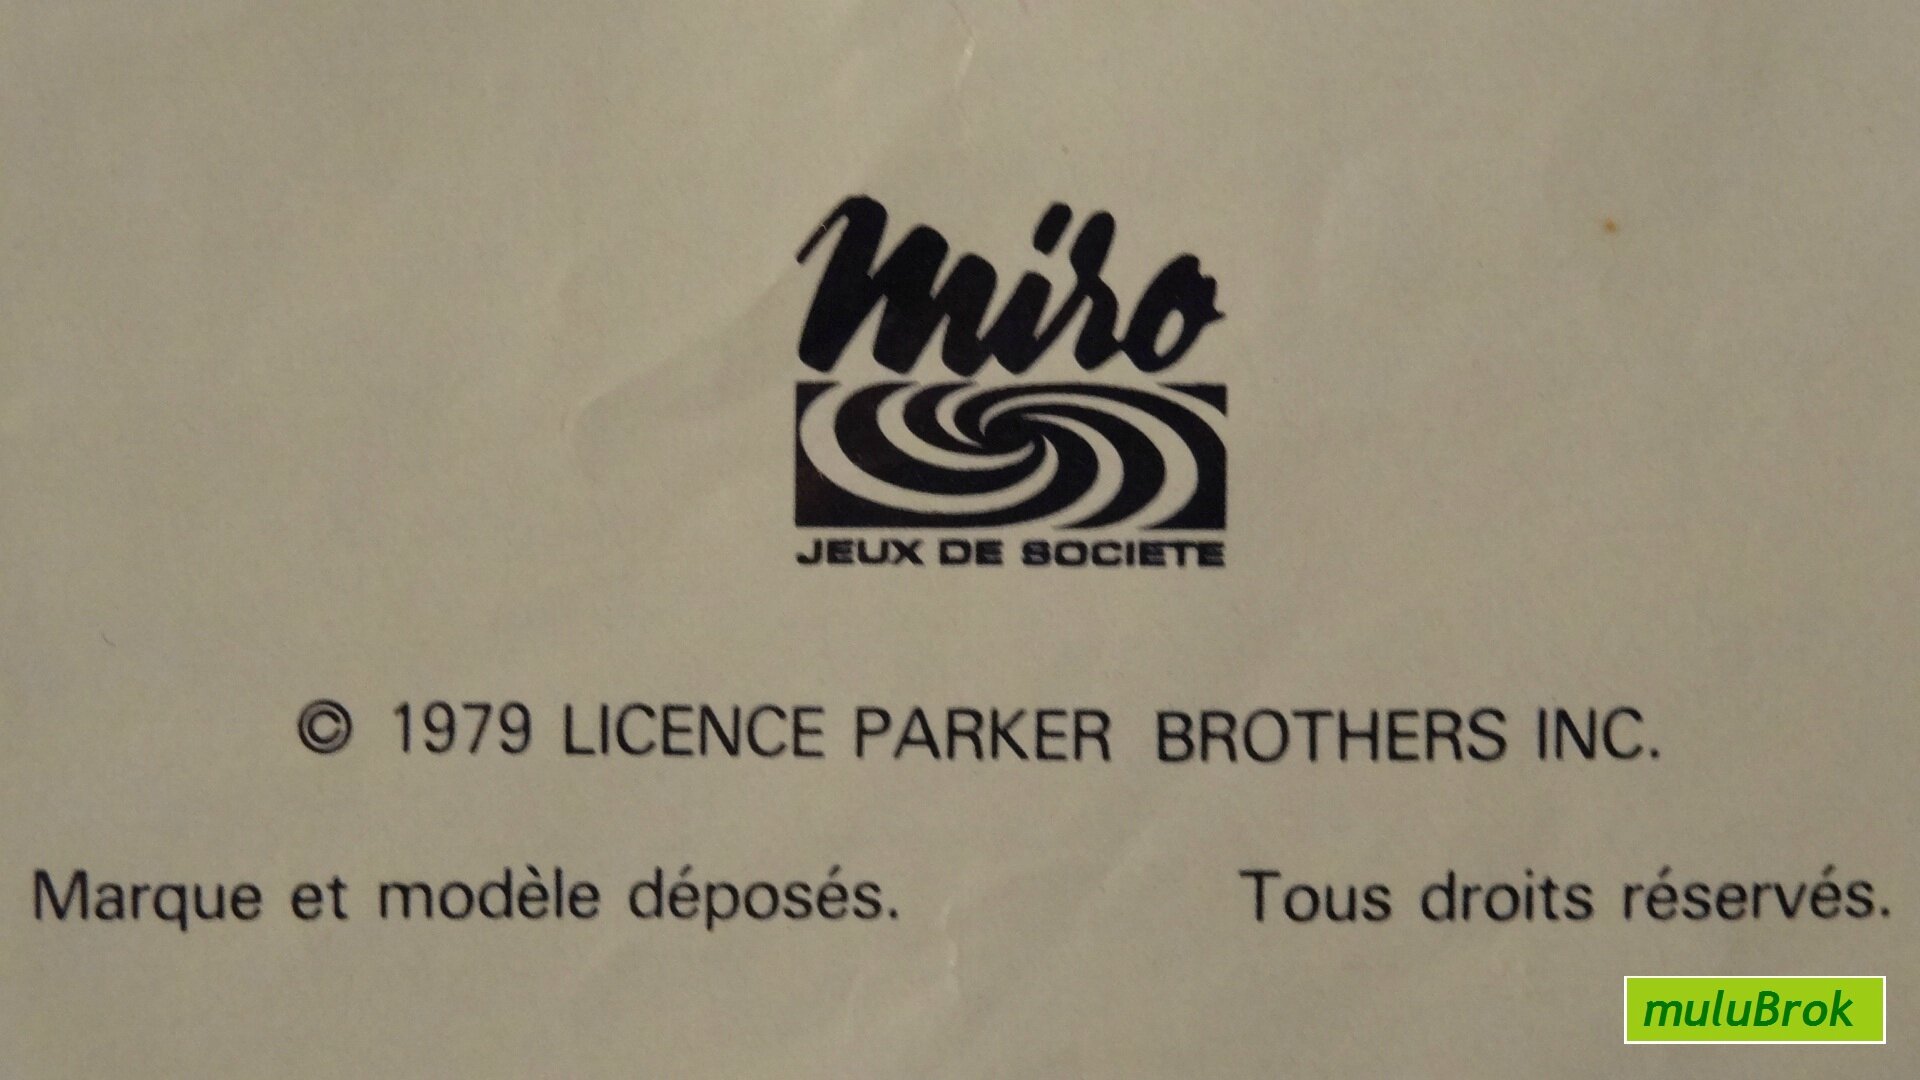 miro
JEUX DE SOCIETE
© 1979 LICENCE PARKER BROTHERS INC.
Marque et modèle déposés. Tous droits réservés.
muluBrok